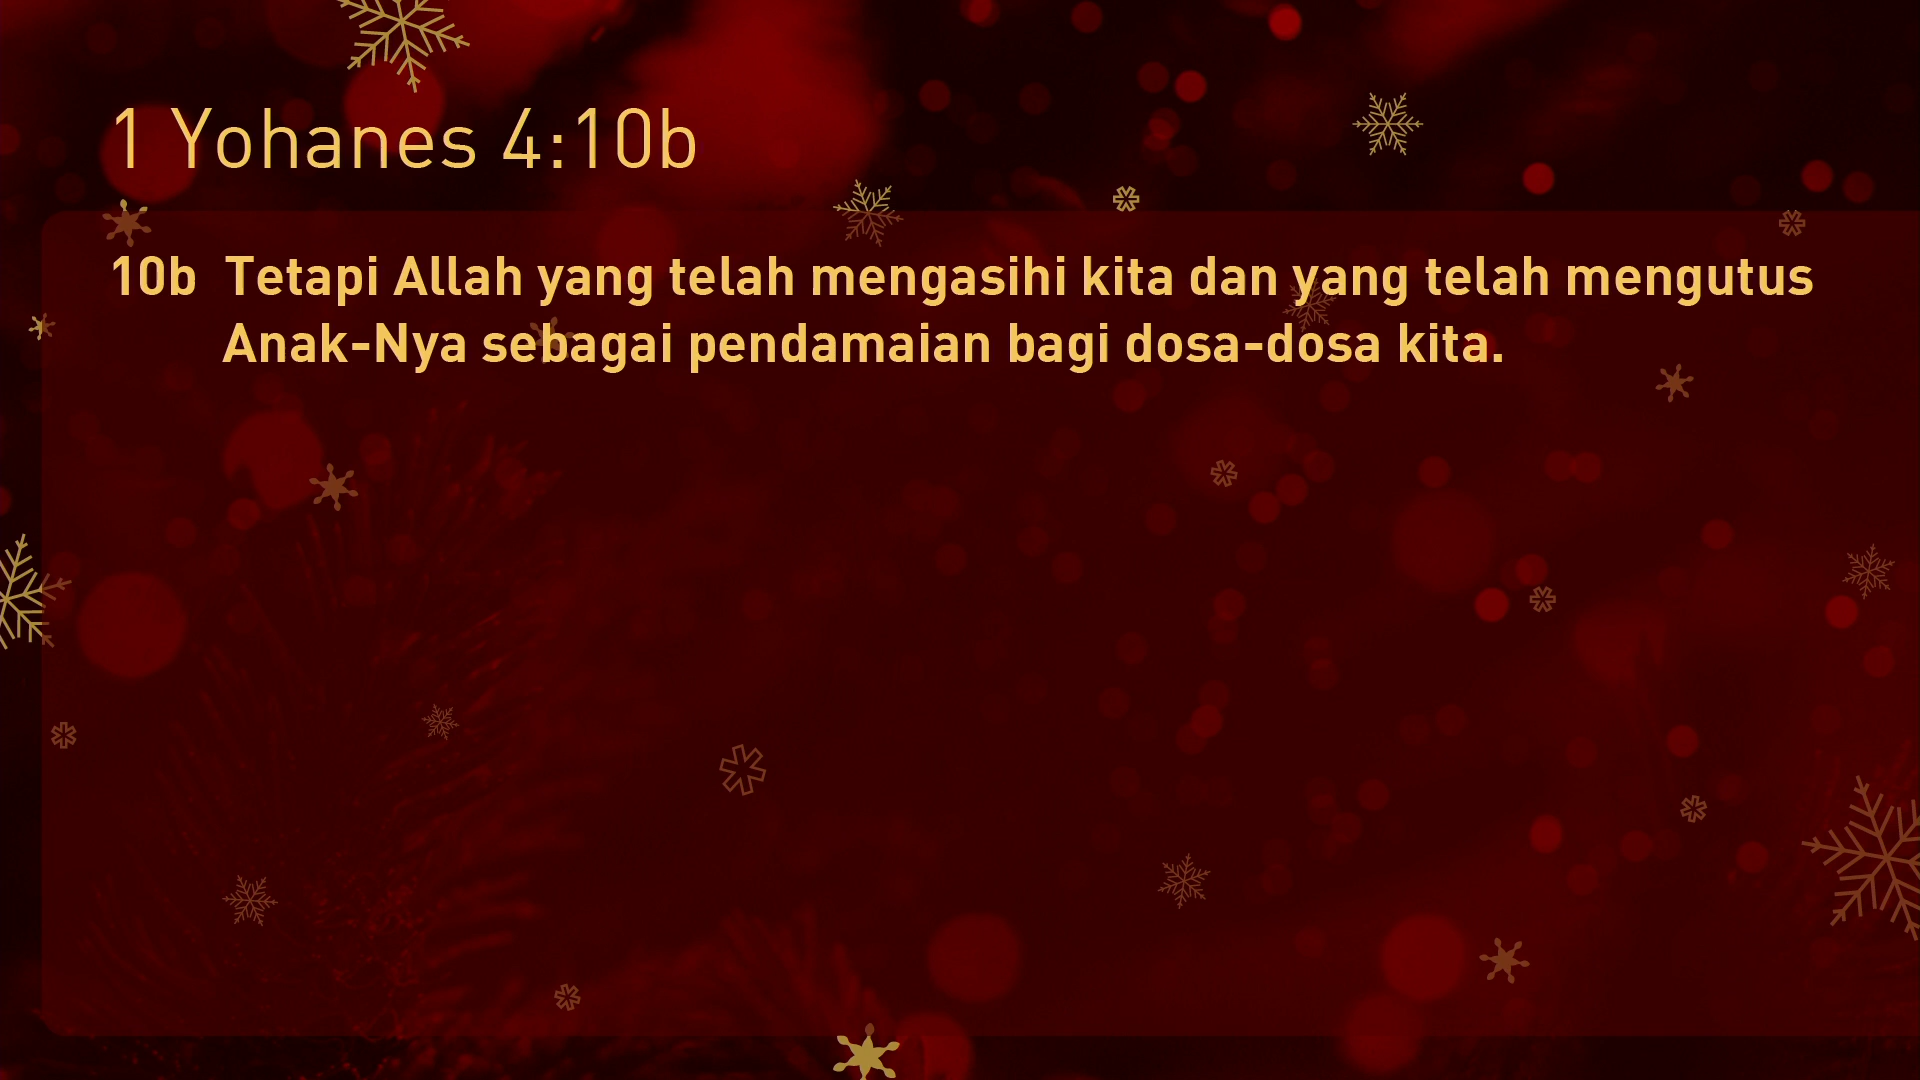 1 Yohanes 4:10b
10b Tetapi Allah yang telah mengasihi kita dan yang telah mengutus
Anak-Nya sebagai pendamaian bagi dosa-dosa kita.